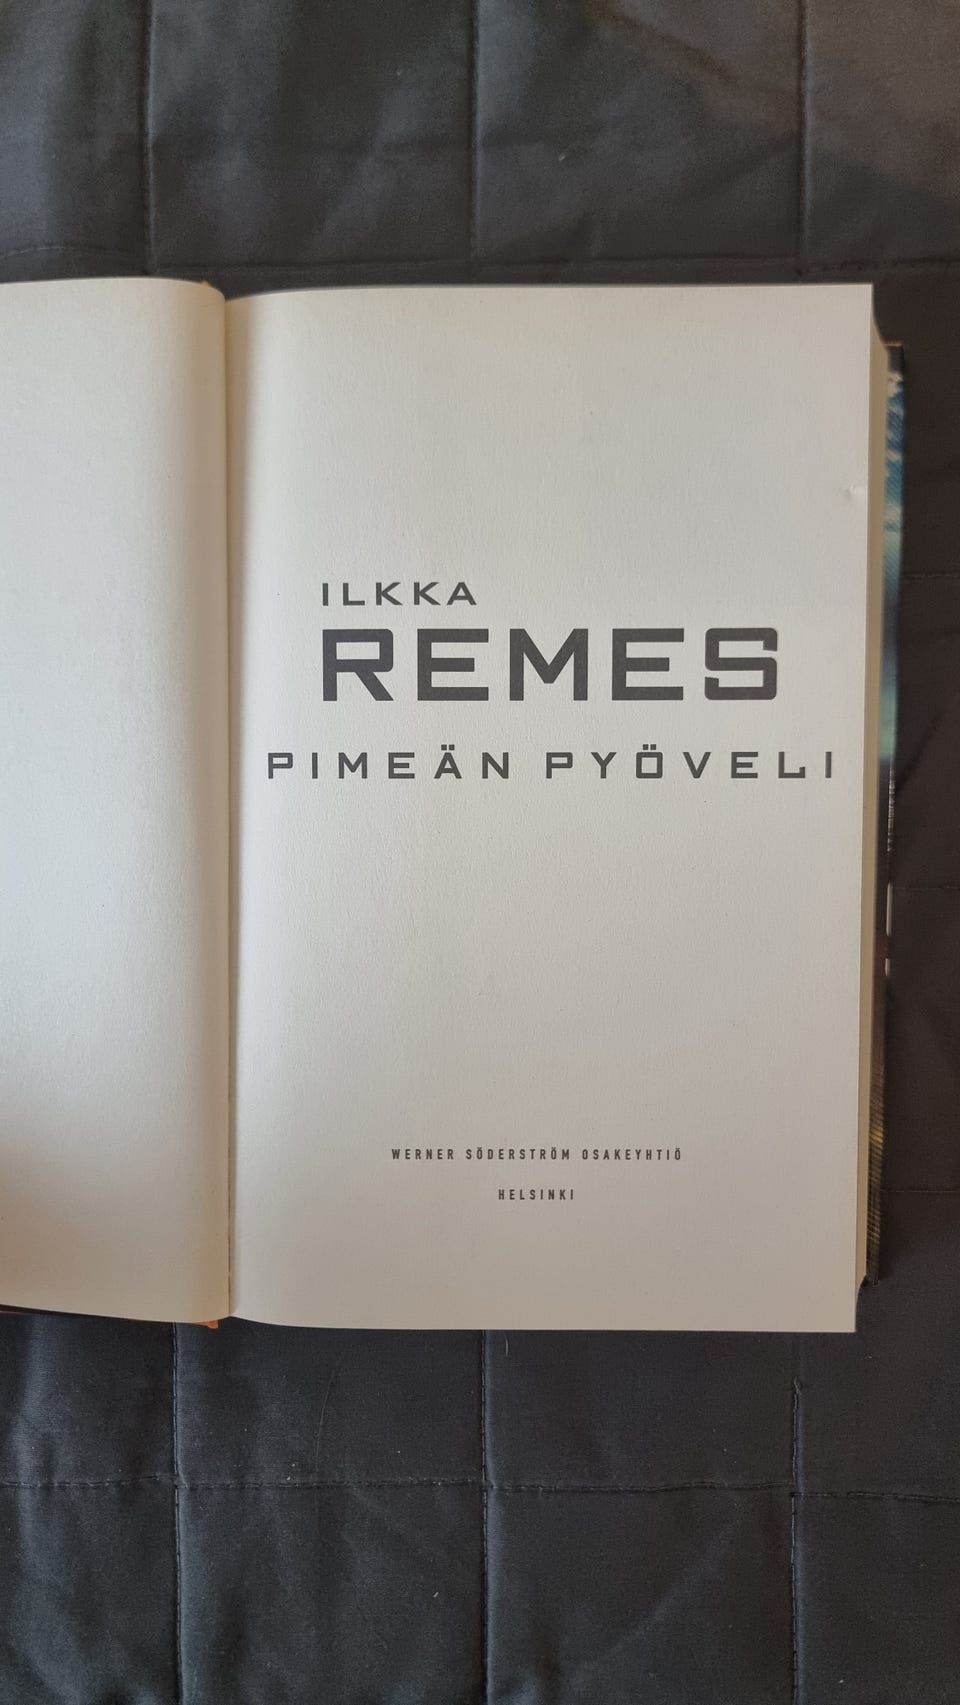 ILKKA
REMES
PIMEÄN PYÖVELI
WERNER SÖDERSTRÖM OSAKEYHTIÖ
HELSINKI